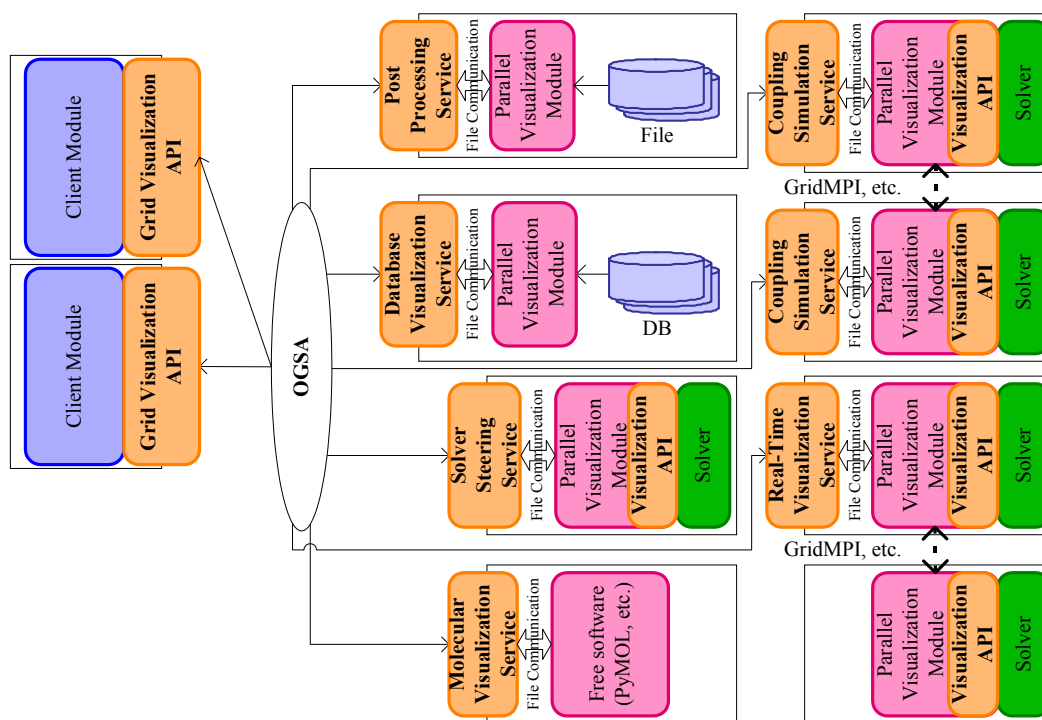 Client Module
Grid Visualization
API
Client Module
Grid Visualization
API
OGSA
Post
Processing
Service
File Communication
Parallel
Visualization
Module
File
Database
Visualization
Service
File Communication
Parallel
Visualization
Module
DB
Solver
Steering
Service
File Communication
Parallel
Visualization
Module
Visualization
API
Solver
Molecular
Visualization
Service
File Communication
Free software
(PyMOL, etc.)
Coupling
Simulation
Service
File Communication
Parallel
Visualization
Module
Visualization
API
Solver
GridMPI, etc.
Coupling
Simulation
Service
File Communication
Parallel
Visualization
Module
Visualization
API
Solver
Real-Time
Visualization
Service
File Communication
Parallel
Visualization
Module
Visualization
API
Solver
GridMPI, etc.
Parallel
Visualization
Module
Visualization
API
Solver